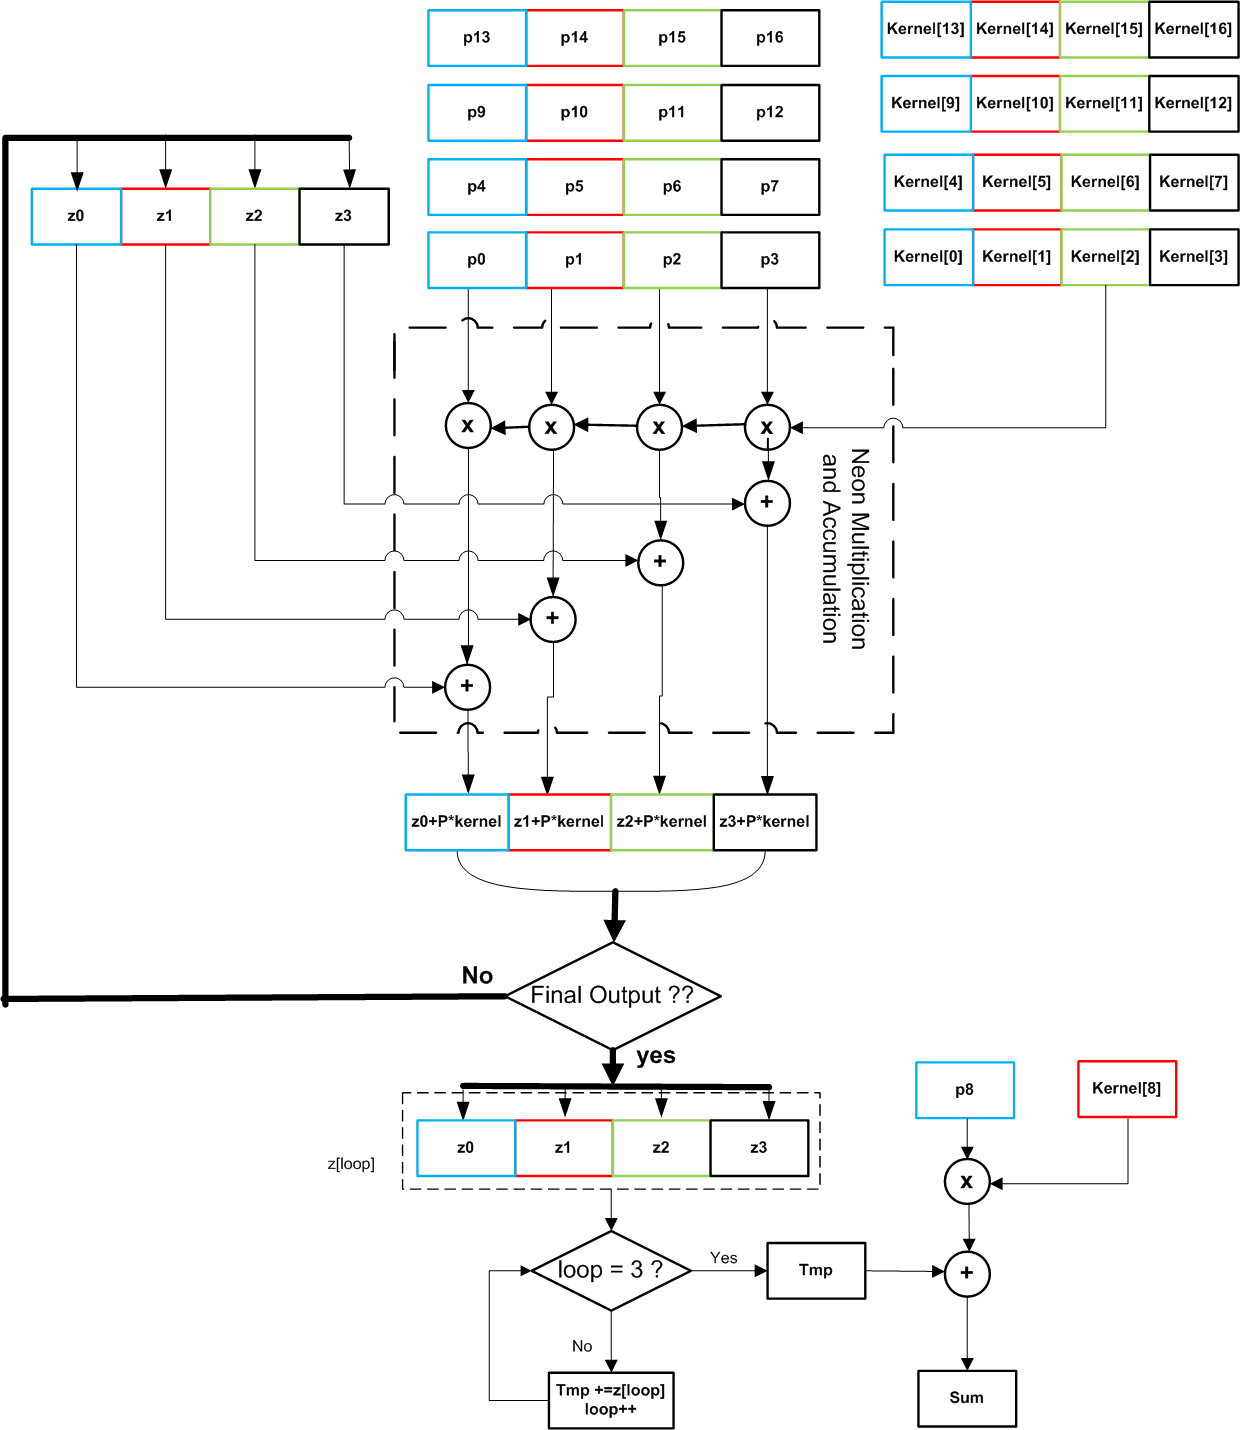 p13 p14 p15 p16
Kernel[13] Kernel[14] Kernel[15] Kernel[16]
p9 p10 p11 p12
Kernel[9] Kernel[10] Kernel[11] Kernel[12]
p4 p5 p6 p7
Kernel[4] Kernel[5] Kernel[6] Kernel[7]
z0 z1 z2 z3
p0 p1 p2 p3
Kernel[0] Kernel[1] Kernel[2] Kernel[3]
x x x x
+
+
+
+
Neon Multiplication
and Accumulation
z0+P*kernel z1+P*kernel z2+P*kernel z3+P*kernel
Final Output ??
No
yes
z[loop]
z0 z1 z2 z3
p8
Kernel[8]
x
loop = 3 ?
Yes
Tmp
+
No
Tmp +=z[loop]
loop++
Sum